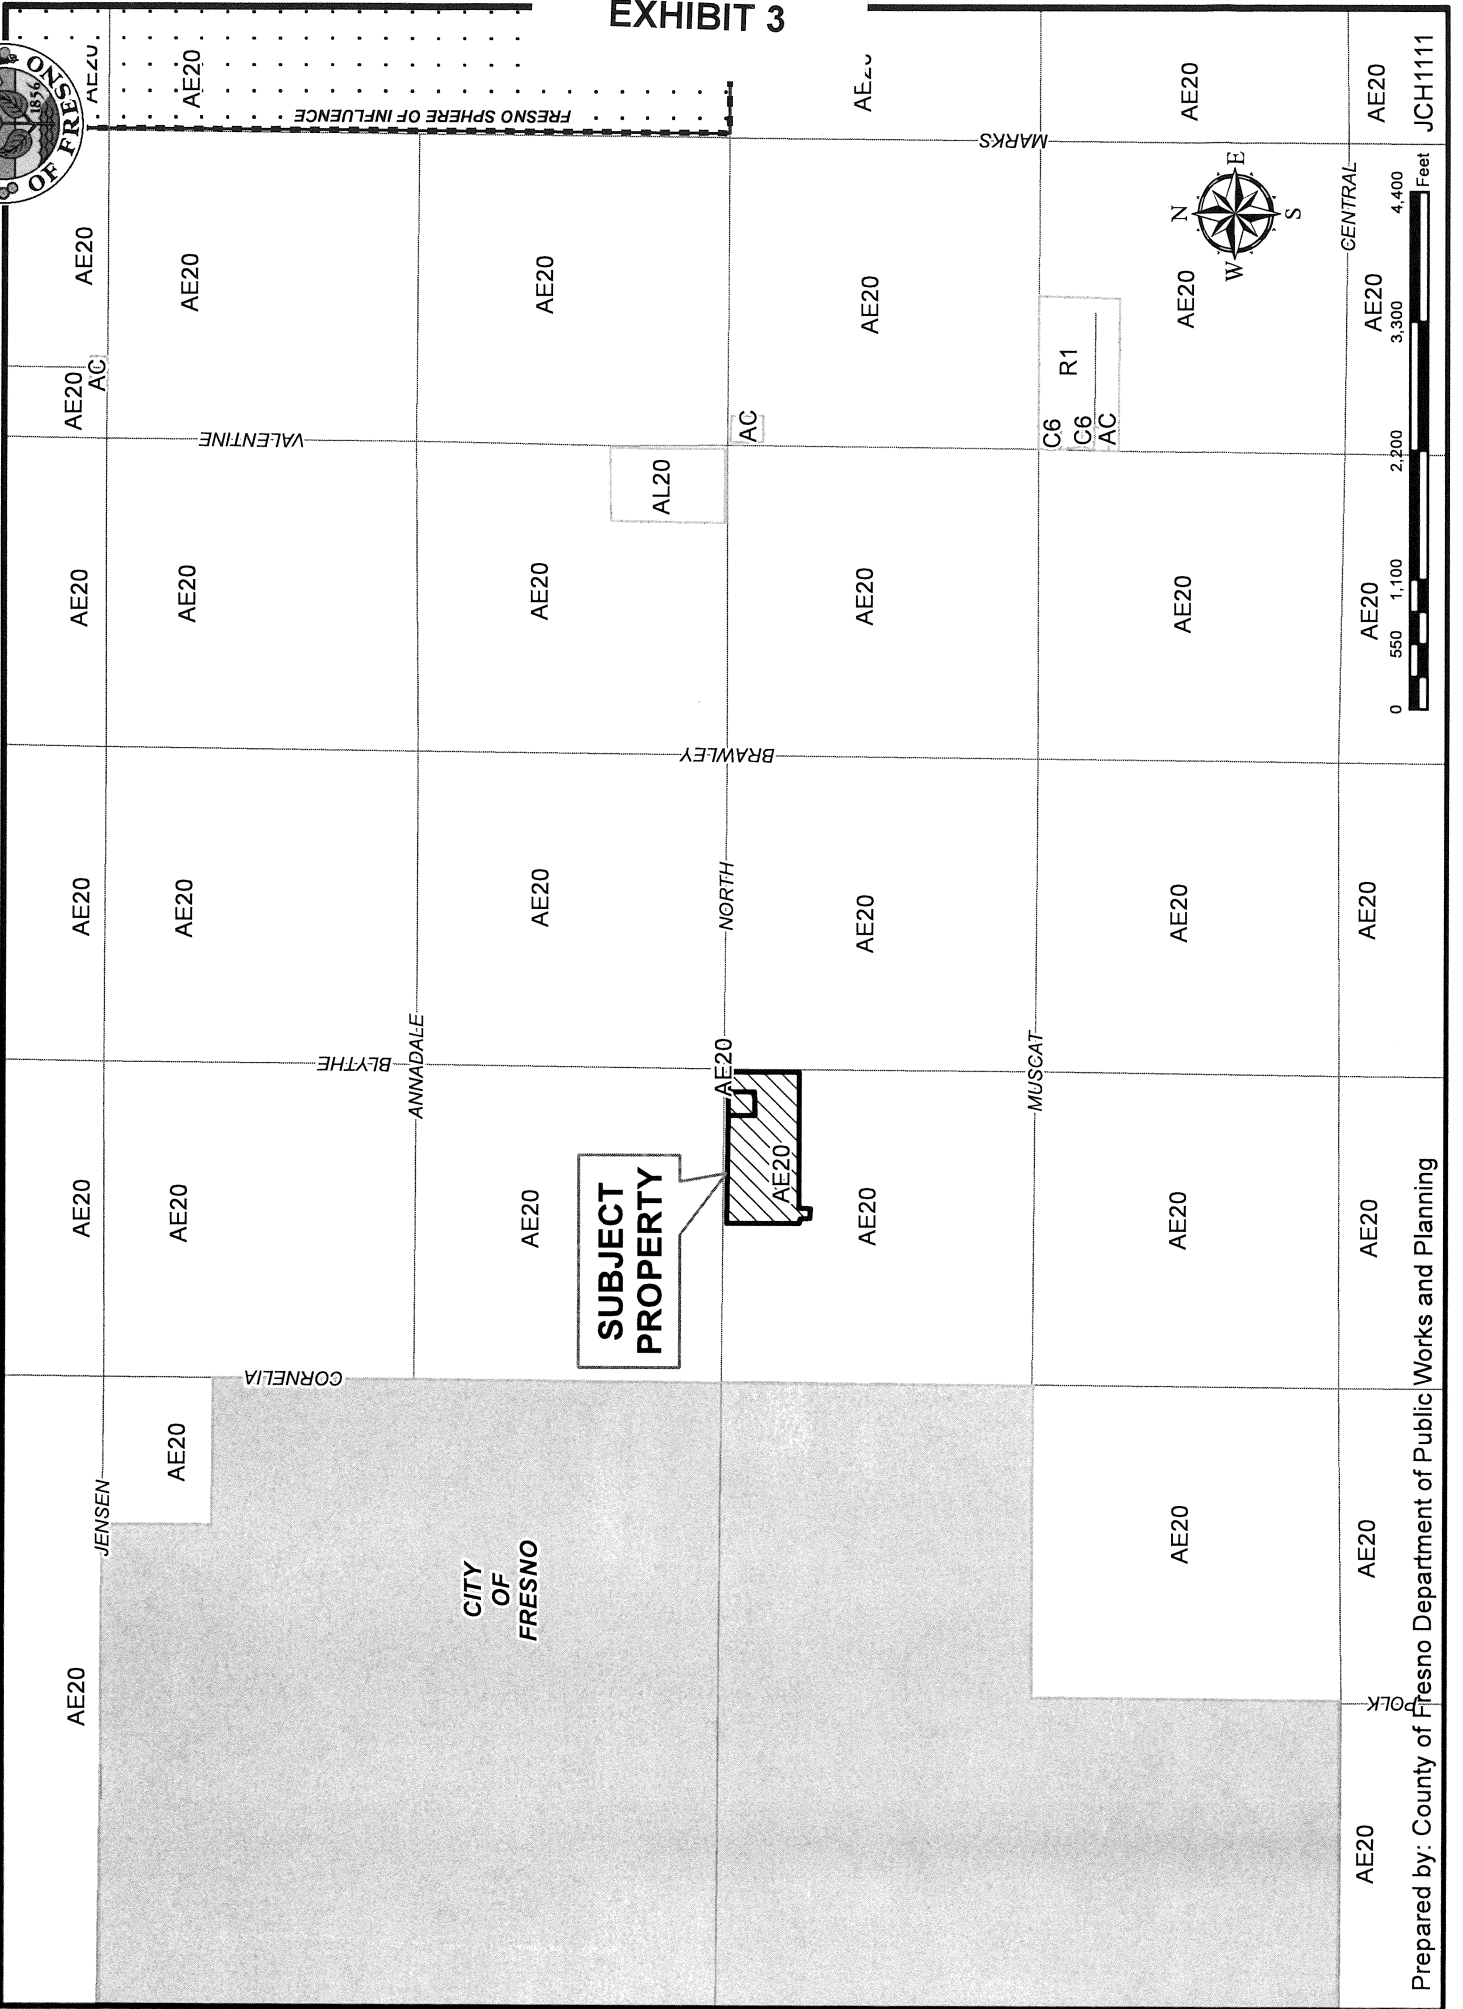 EXHIBIT 3
OF FRESNO
1856
AE20
AE20
AE20
AE20
AE20
AE20
AC
JENSEN
AE20
AE20
AE20
AE20
AE20
AE20
VALENTINE
CORNELIA
BLYTHE
FRESNO SPHERE OF INFLUENCE
ANNADALE
CITY
OF
FRESNO
AE20
AE20
AE20
AE20
SUBJECT
PROPERTY
AL20
NORTH
AE20
BRAWLEY
AC
AE20
AE20
AE20
AE20
AE20
MARKS
MUSCAT
C6
R1
C6
AC
AE20
AE20
AE20
AE20
AE20
AE20
N
W
E
S
CENTRAL
AE20
AE20
AE20
AE20
AE20
AE20
AE20
POLK
0 550 1,100 2,200 3,300 4,400
Feet
Prepared by: County of Fresno Department of Public Works and Planning
JCH1111